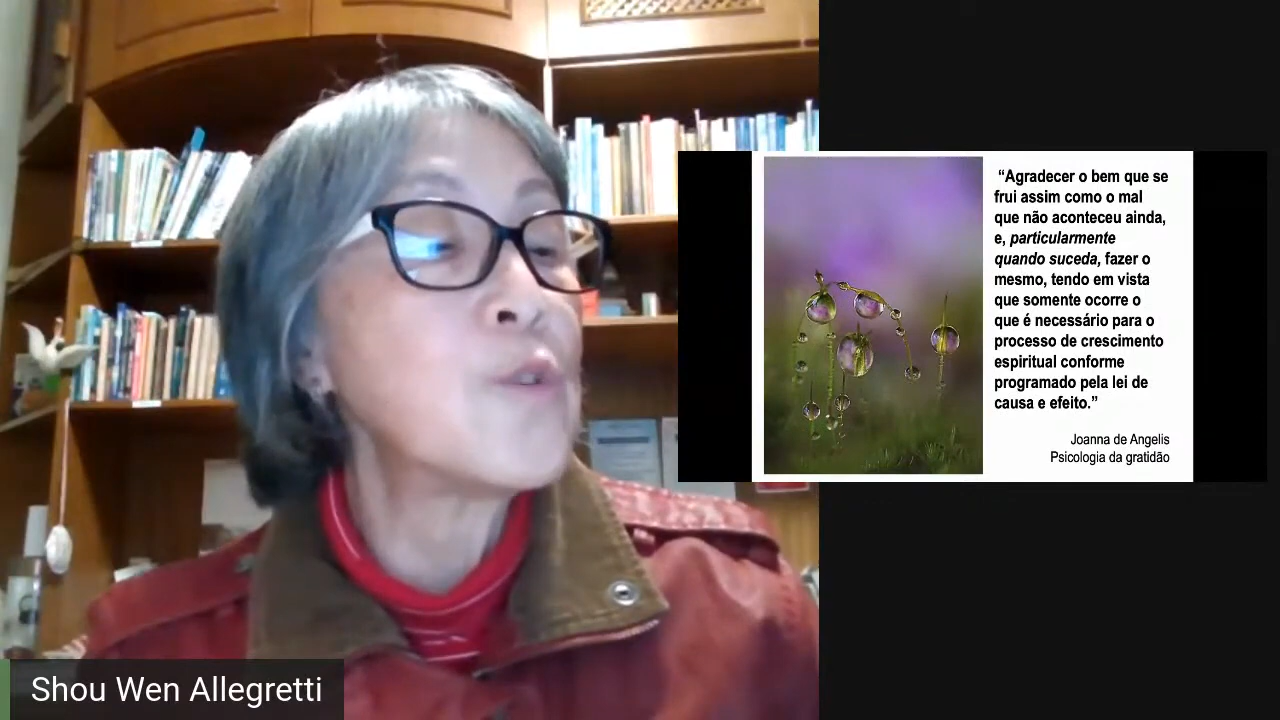 “Agradecer o bem que se
frui assim como o mal
que não aconteceu ainda,
e, particularmente
quando suceda, fazer o
mesmo, tendo em vista
que somente ocorre o
que é necessário para o
processo de crescimento
espiritual conforme
programado pela lei de
causa e efeito.”
Joanna de Angelis
Psicologia da gratidão
Shou Wen Allegretti